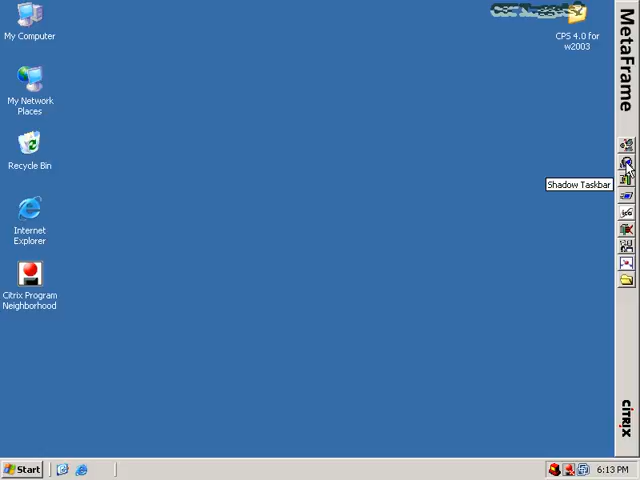 My Computer
CPS 4.0 for
w2003
MetaFrame
My Network
Places
Recycle Bin
Shadow Taskbar
Internet
Explorer
Citrix Program
Neighborhood
CITRIX
Start
6:13 PM